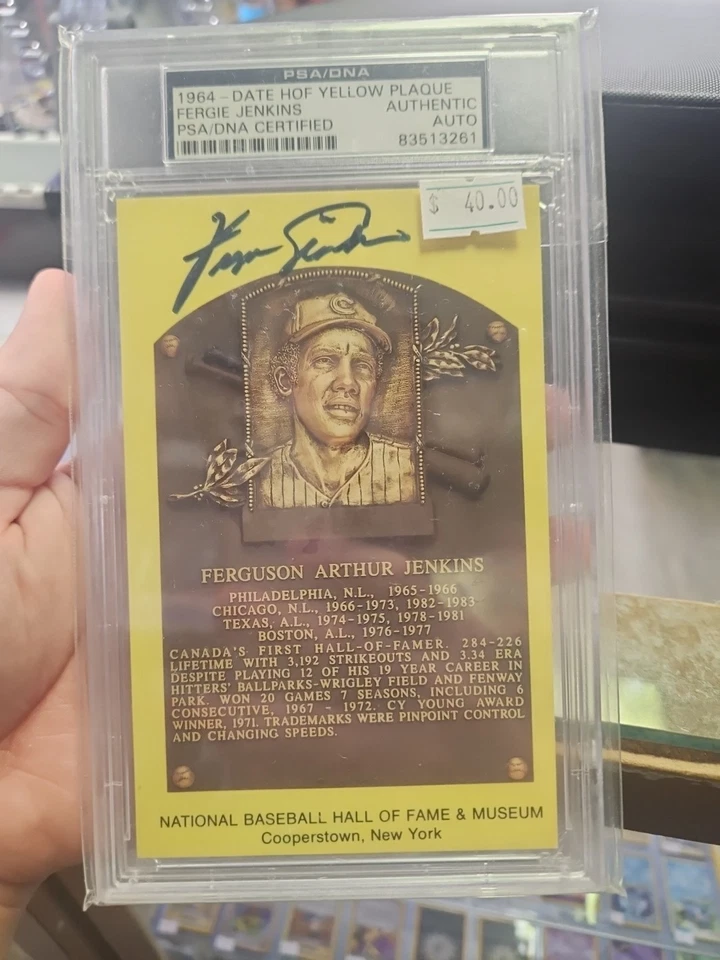 PSA/DNA
1964 - DATE HOF YELLOW PLAQUE
FERGIE JENKINS AUTHENTIC
PSA/DNA CERTIFIED AUTO
83513261
$ 40.00
Fergie Jenkins
C
FERGUSON ARTHUR JENKINS
PHILADELPHIA, N.L., 1965-1966
CHICAGO, N.L., 1966-1973, 1982-1983
TEXAS, A.L., 1974-1975, 1978-1981
BOSTON, A.L., 1976-1977
CANADA'S FIRST HALL-OF-FAMER. 284-226
LIFETIME WITH 3,192 STRIKEOUTS AND 3.34 ERA
DESPITE PLAYING 12 OF HIS 19 YEAR CAREER IN
HITTERS' BALLPARKS-WRIGLEY FIELD AND FENWAY
PARK. WON 20 GAMES 7 SEASONS, INCLUDING 6
CONSECUTIVE, 1967 - 1972. CY YOUNG AWARD
WINNER, 1971. TRADEMARKS WERE PINPOINT CONTROL
AND CHANGING SPEEDS.
NATIONAL BASEBALL HALL OF FAME & MUSEUM
Cooperstown, New York